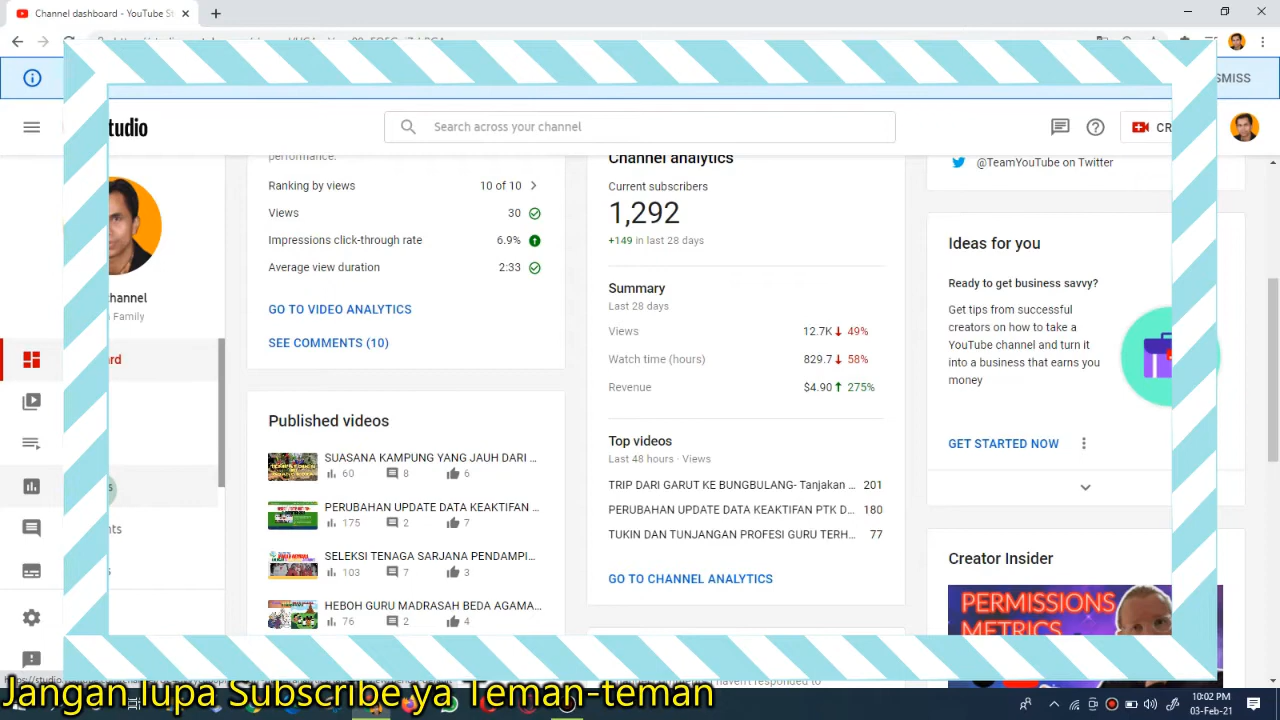 Channel dashboard - YouTube St
SMISS
tudio
Search across your channel
CR
performance.
Ranking by views
10 of 10
Views
30
Impressions click-through rate
6.9%
Average view duration
2:33
GO TO VIDEO ANALYTICS
SEE COMMENTS (10)
hannel
Family
rd
s
nts
Published videos
SUASANA KAMPUNG YANG JAUH DARI ...
60
8
6
PERUBAHAN UPDATE DATA KEAKTIFAN ...
175
2
7
SELEKSI TENAGA SARJANA PENDAMPI...
103
7
3
HEBOH GURU MADRASAH BEDA AGAMA...
76
2
4
Channel analytics
Current subscribers
1,292
+149 in last 28 days
Summary
Last 28 days
Views
12.7K
49%
Watch time (hours)
829.7
58%
Revenue
$4.90
275%
Top videos
Last 48 hours · Views
TRIP DARI GARUT KE BUNGBULANG- Tanjakan ...
201
PERUBAHAN UPDATE DATA KEAKTIFAN PTK D...
180
TUKIN DAN TUNJANGAN PROFESI GURU TERH...
77
GO TO CHANNEL ANALYTICS
@TeamYouTube on Twitter
Ideas for you
Ready to get business savvy?
Get tips from successful
creators on how to take a
YouTube channel and turn it
into a business that earns you
money
GET STARTED NOW
Creator Insider
PERMISSIONS
METRICS
Jangan lupa Subscribe ya Teman-teman
10:02 PM
03-Feb-21